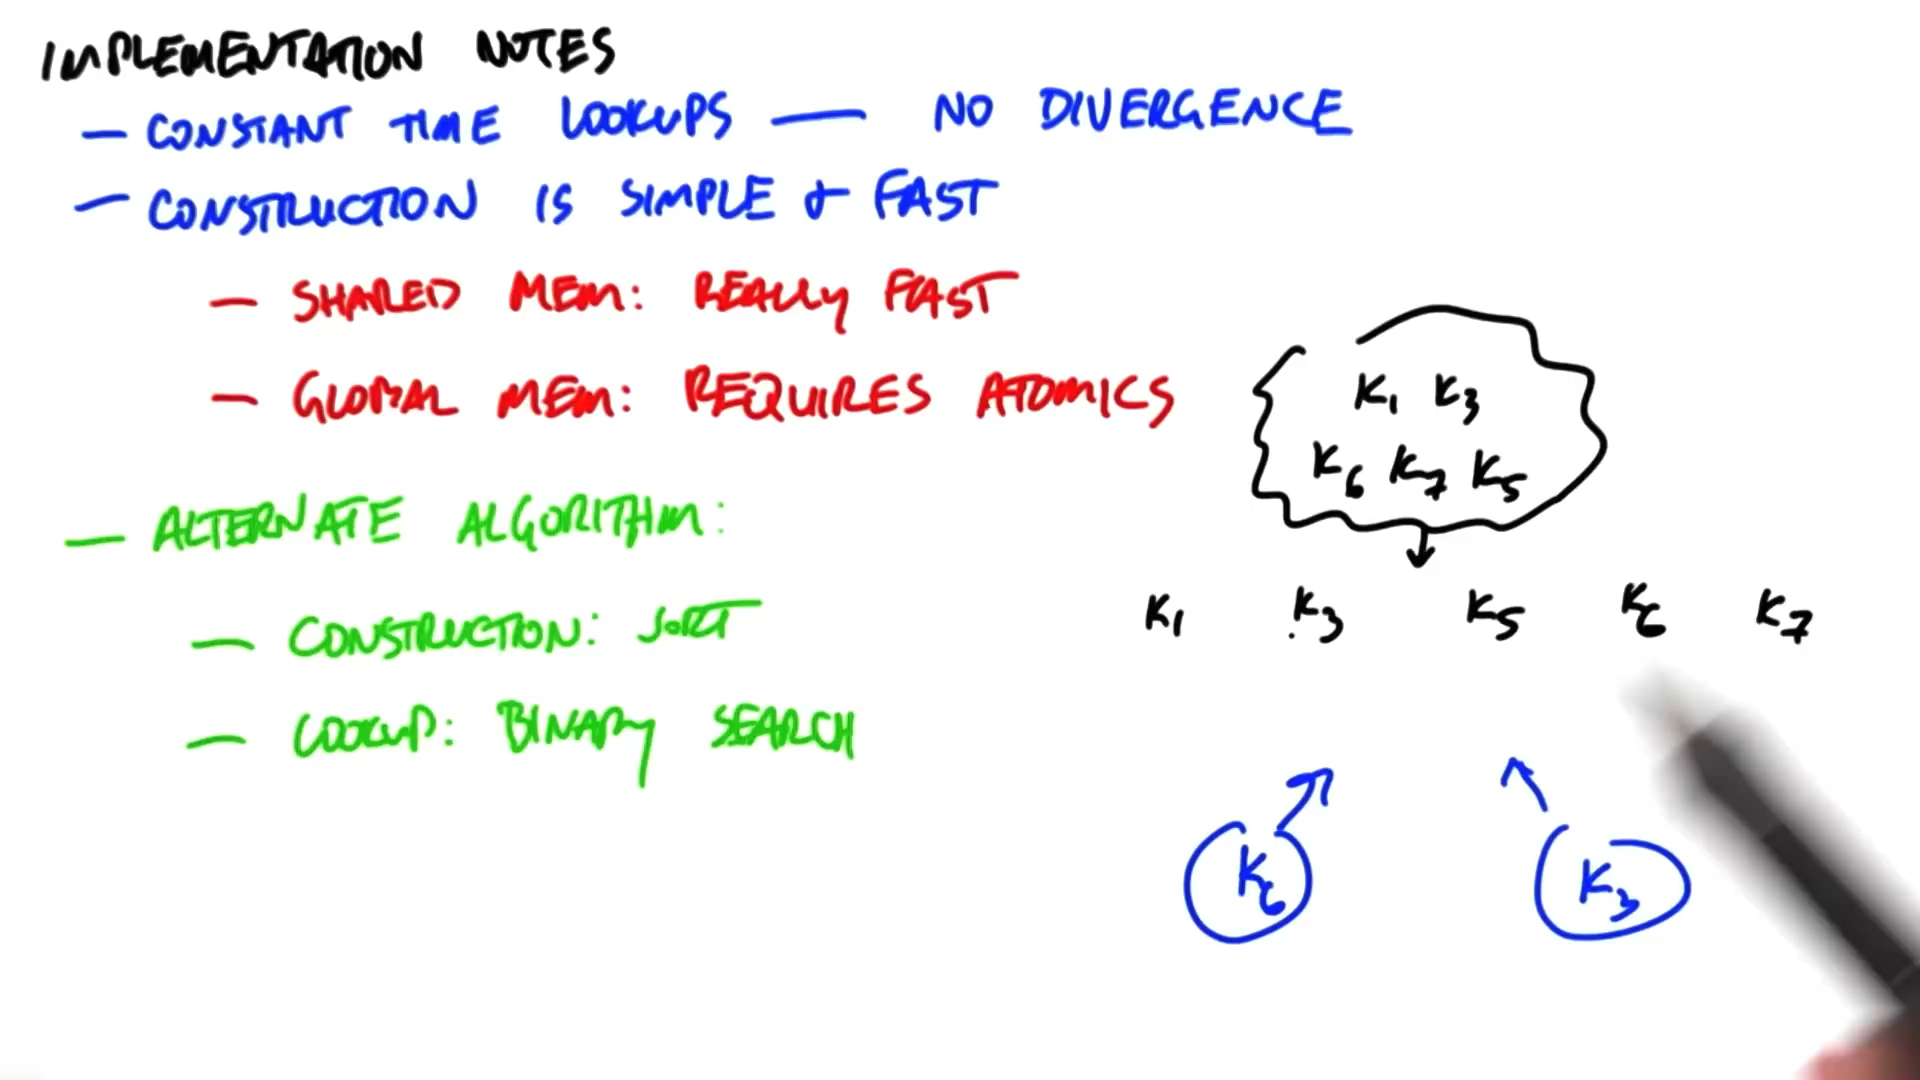 IMPLEMENTATION NOTES
— CONSTANT TIME LOOKUPS — NO DIVERGENCE
— CONSTRUCTION IS SIMPLE & FAST
— SHARED MEM: REALLY FAST
— GLOBAL MEM: REQUIRES ATOMICS
— ALTERNATE ALGORITHM:
— CONSTRUCTION: SORT
— LOOKUP: BINARY SEARCH
K1 K3
K6 K7 K5
K1 K3 K5 K6 K7
K6 K3